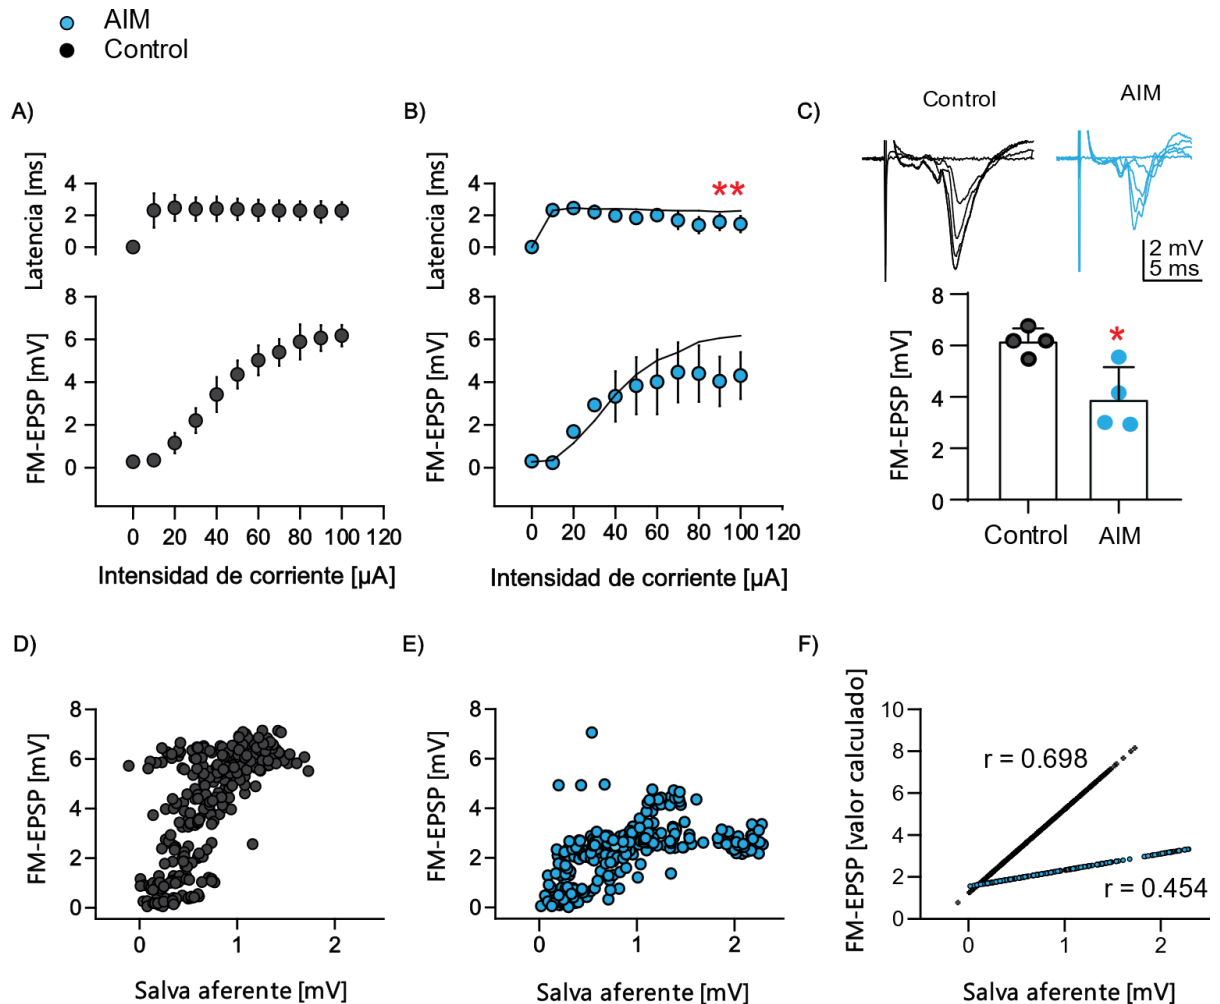 AIM
Control
A)
B)
C)
Control
AIM
Latencia [ms]
4
2
0
Latencia [ms]
4
2
0
**
2 mV
5 ms
FM-EPSP [mV]
8
6
4
2
0
0 20 40 60 80 100 120
Intensidad de corriente [µA]
FM-EPSP [mV]
8
6
4
2
0
0 20 40 60 80 100 120
Intensidad de corriente [µA]
FM-EPSP [mV]
8
6
4
2
0
*
Control AIM
D)
E)
F)
FM-EPSP [mV]
8
6
4
2
0
0 1 2
Salva aferente [mV]
FM-EPSP [mV]
8
6
4
2
0
0 1 2
Salva aferente [mV]
FM-EPSP [valor calculado]
10
8
6
4
2
0
r = 0.698
r = 0.454
0 1 2
Salva aferente [mV]